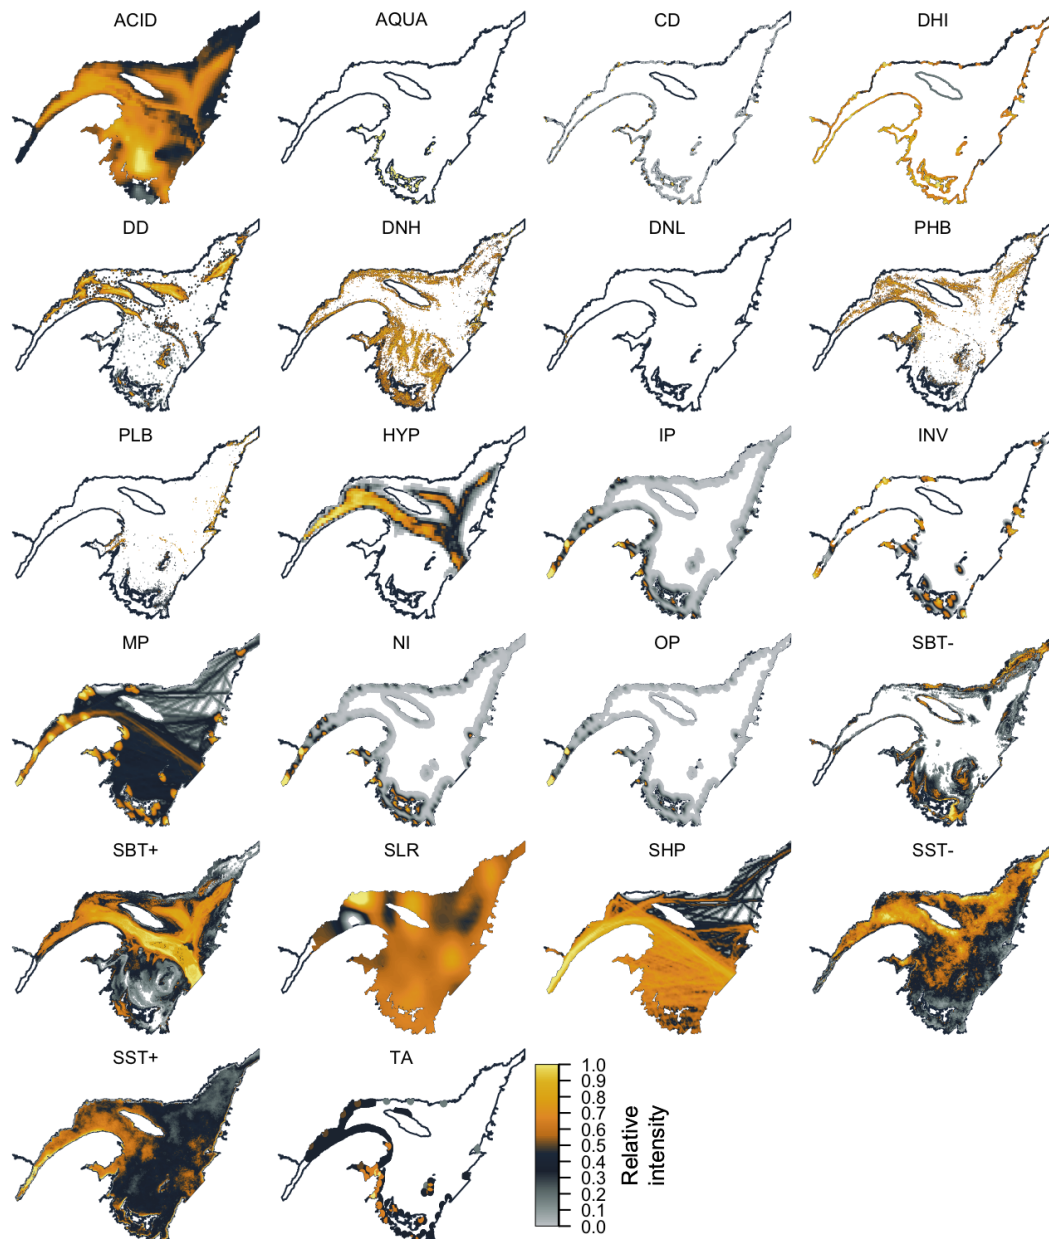 ACID AQUA CD DHI
DD DNH DNL PHB
PLB HYP IP INV
MP NI OP SBT-
SBT+ SLR SHP SST-
SST+ TA
1.0
0.9
0.8
0.7
0.6
0.5
0.4
0.3
0.2
0.1
0.0
Relative
intensity